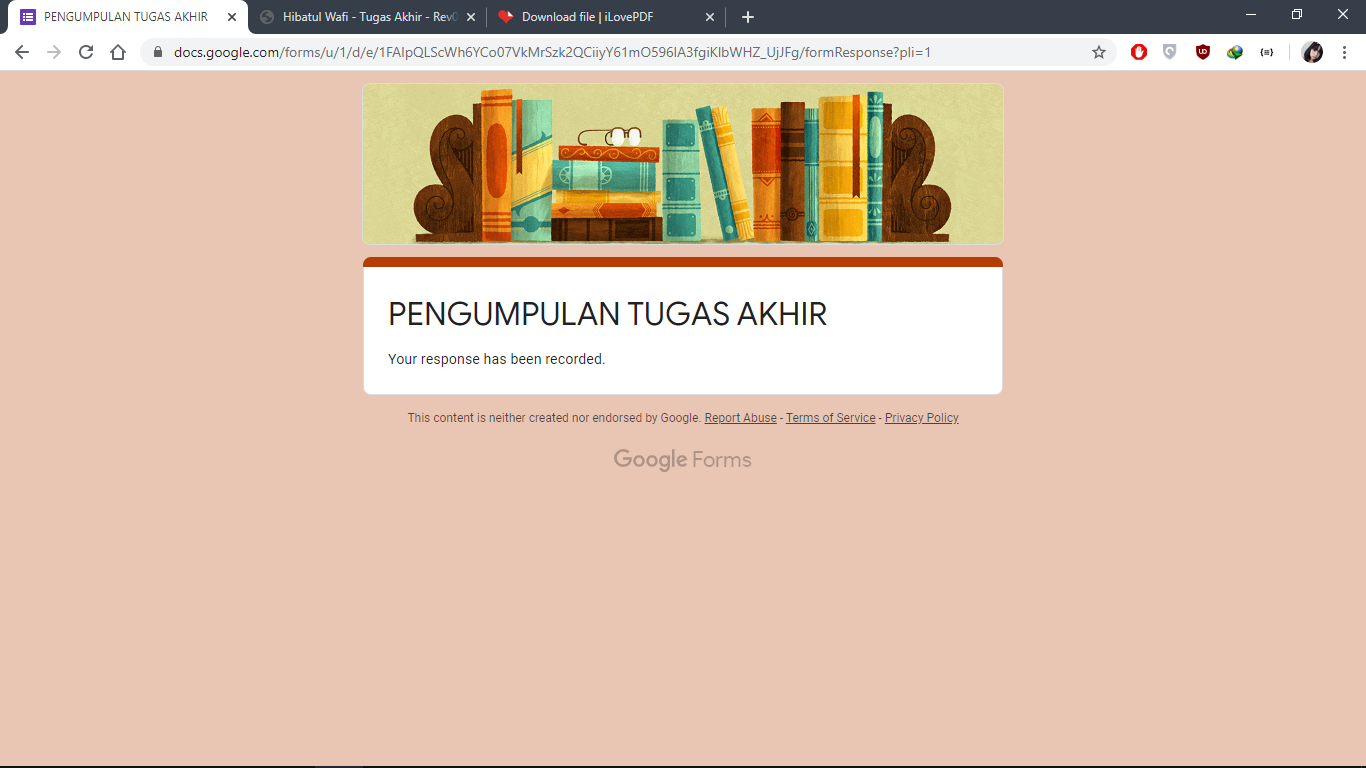 PENGUMPULAN TUGAS AKHIR
Hibatul Wafi - Tugas Akhir - Rev
Download file | iLovePDF
docs.google.com/forms/u/1/d/e/1FAIpQLScWh6YCo07VkMrSzk2QCiiyY61mO596IA3fgiKlbWHZ_UjJFg/formResponse?pli=1
PENGUMPULAN TUGAS AKHIR
Your response has been recorded.
This content is neither created nor endorsed by Google. Report Abuse - Terms of Service - Privacy Policy
Google Forms